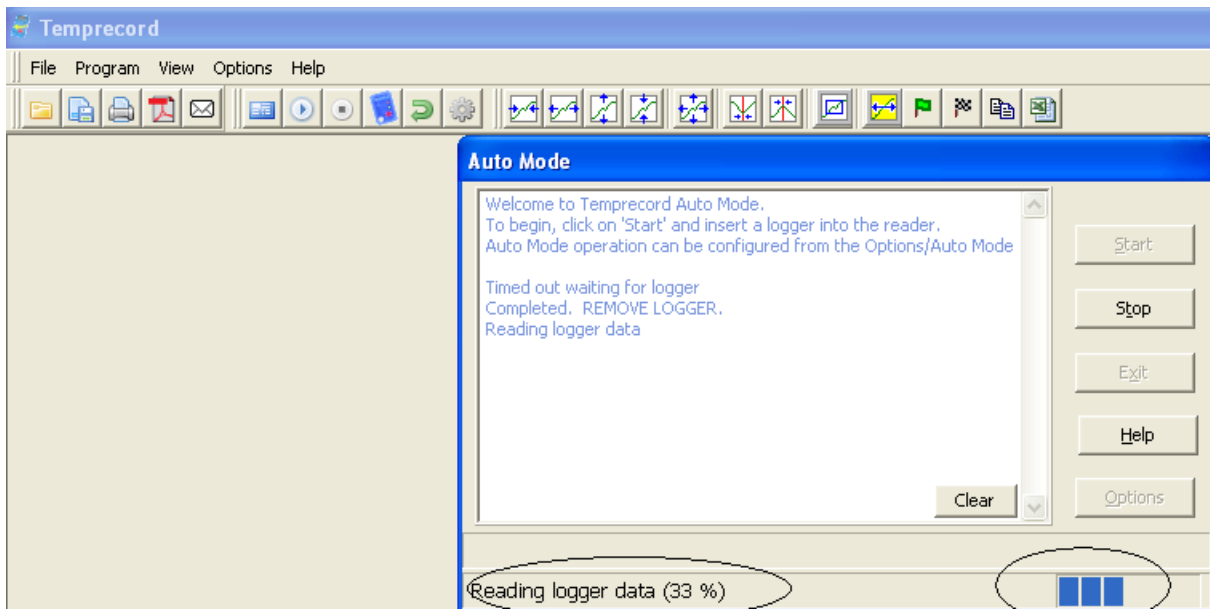 Temprecord
File Program View Options Help
Auto Mode
Welcome to Temprecord Auto Mode.
To begin, click on 'Start' and insert a logger into the reader.
Auto Mode operation can be configured from the Options/Auto Mode
Timed out waiting for logger
Completed. REMOVE LOGGER.
Reading logger data
Start
Stop
Exit
Help
Clear
Options
Reading logger data (33 %)